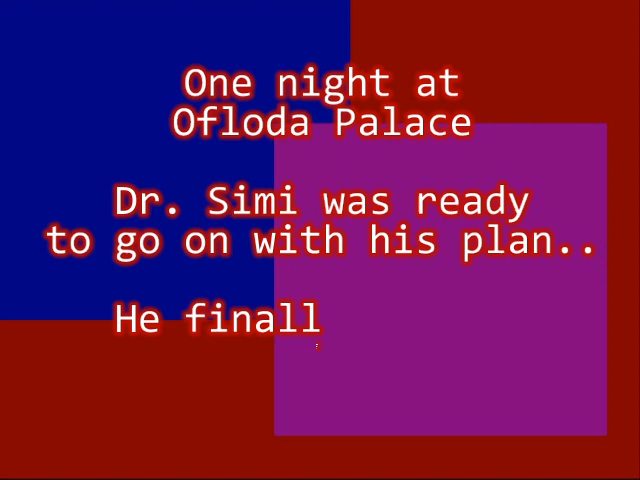 One night at
Ofloda Palace
Dr. Simi was ready
to go on with his plan..
He finall